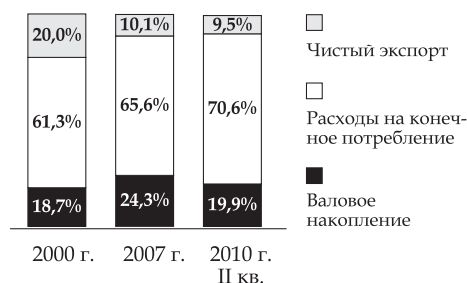 20,0%
10,1%
9,5%
61,3%
65,6%
70,6%
18,7%
24,3%
19,9%
2000 г.
2007 г.
2010 г.
II кв.
Чистый экспорт
Расходы на конеч-
ное потребление
Валовое
накопление